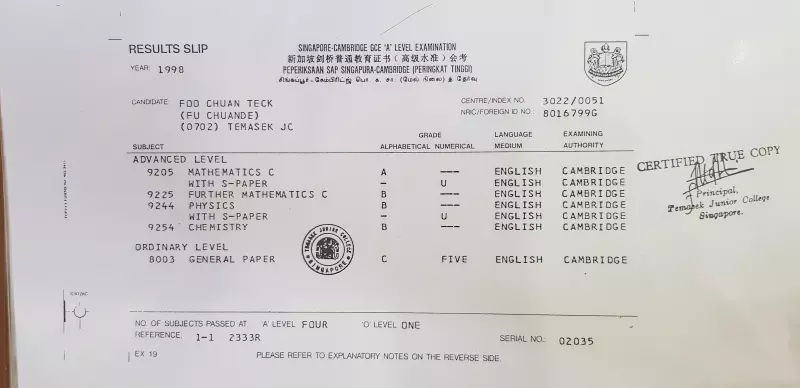 RESULTS SLIP
YEAR: 1998
SINGAPORE-CAMBRIDGE GCE 'A' LEVEL EXAMINATION
新加坡剑桥普通教育证书(高级水准)会考
PEPERIKSAAN SAP SINGAPURA-CAMBRIDGE (PERINGKAT TINGGI)
சிங்கப்பூர் - கேம்பிரிட்ஜ் பொ. க. சா. (மேல் நிலை) த தேர்வு
CANDIDATE: FOO CHUAN TECK
(FU CHUANDE)
(0702) TEMASEK JC
CENTRE/INDEX NO. 3022/0051
NRIC/FOREIGN ID NO. 8016799G
SUBJECT GRADE ALPHABETICAL NUMERICAL LANGUAGE MEDIUM EXAMINING AUTHORITY
ADVANCED LEVEL
9205 MATHEMATICS C A --- ENGLISH CAMBRIDGE
WITH S-PAPER - U ENGLISH CAMBRIDGE
9225 FURTHER MATHEMATICS C B --- ENGLISH CAMBRIDGE
9244 PHYSICS B --- ENGLISH CAMBRIDGE
WITH S-PAPER - U ENGLISH CAMBRIDGE
9254 CHEMISTRY B --- ENGLISH CAMBRIDGE
ORDINARY LEVEL
8003 GENERAL PAPER C FIVE ENGLISH CAMBRIDGE
TEMASEK JUNIOR COLLEGE
SINGAPORE
CERTIFIED TRUE COPY
Principal,
Temasek Junior College
Singapore.
NO. OF SUBJECTS PASSED AT 'A' LEVEL FOUR 'O' LEVEL ONE
REFERENCE: 1-1 2333R
SERIAL NO.: 02035
EX 19
PLEASE REFER TO EXPLANATORY NOTES ON THE REVERSE SIDE.